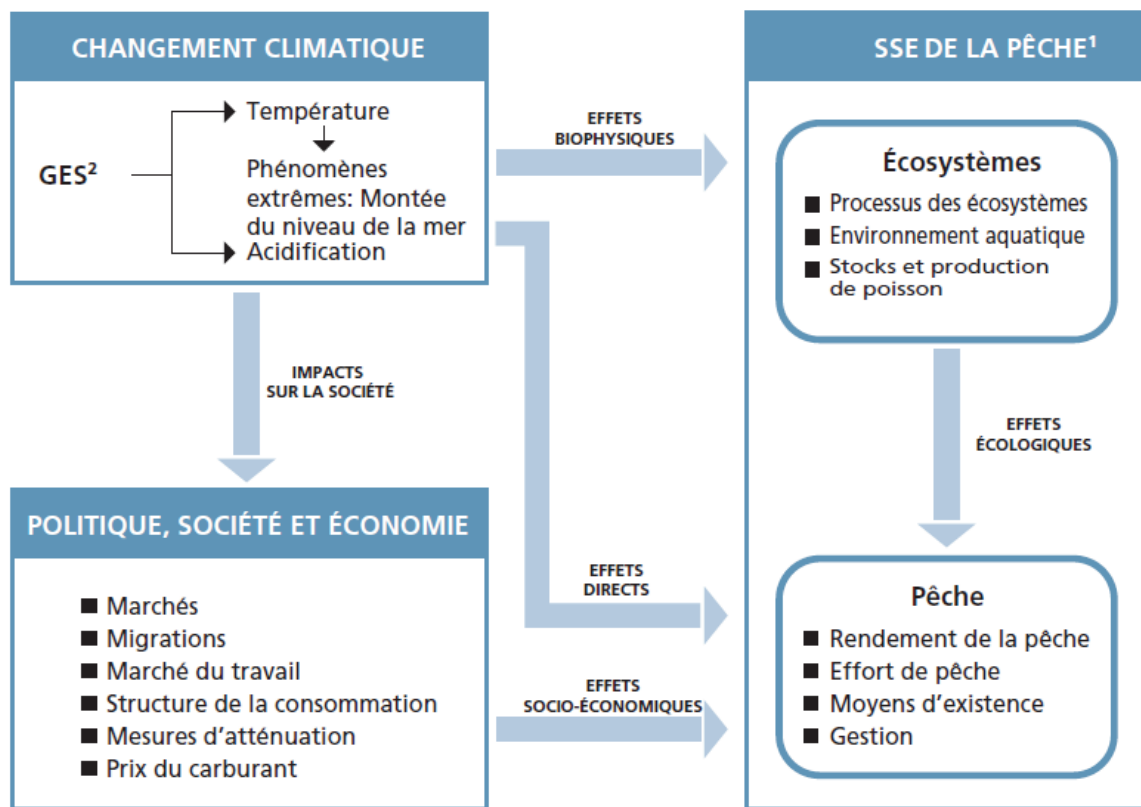 CHANGEMENT CLIMATIQUE
GES²
Température
Phénomènes
extrêmes: Montée
du niveau de la mer
Acidification
EFFETS
BIOPHYSIQUES
SSE DE LA PÊCHE¹
Écosystèmes
■ Processus des écosystèmes
■ Environnement aquatique
■ Stocks et production
de poisson
IMPACTS
SUR LA SOCIÉTÉ
EFFETS
ÉCOLOGIQUES
POLITIQUE, SOCIÉTÉ ET ÉCONOMIE
■ Marchés
■ Migrations
■ Marché du travail
■ Structure de la consommation
■ Mesures d’atténuation
■ Prix du carburant
EFFETS
DIRECTS
EFFETS
SOCIO-ÉCONOMIQUES
Pêche
■ Rendement de la pêche
■ Effort de pêche
■ Moyens d’existence
■ Gestion